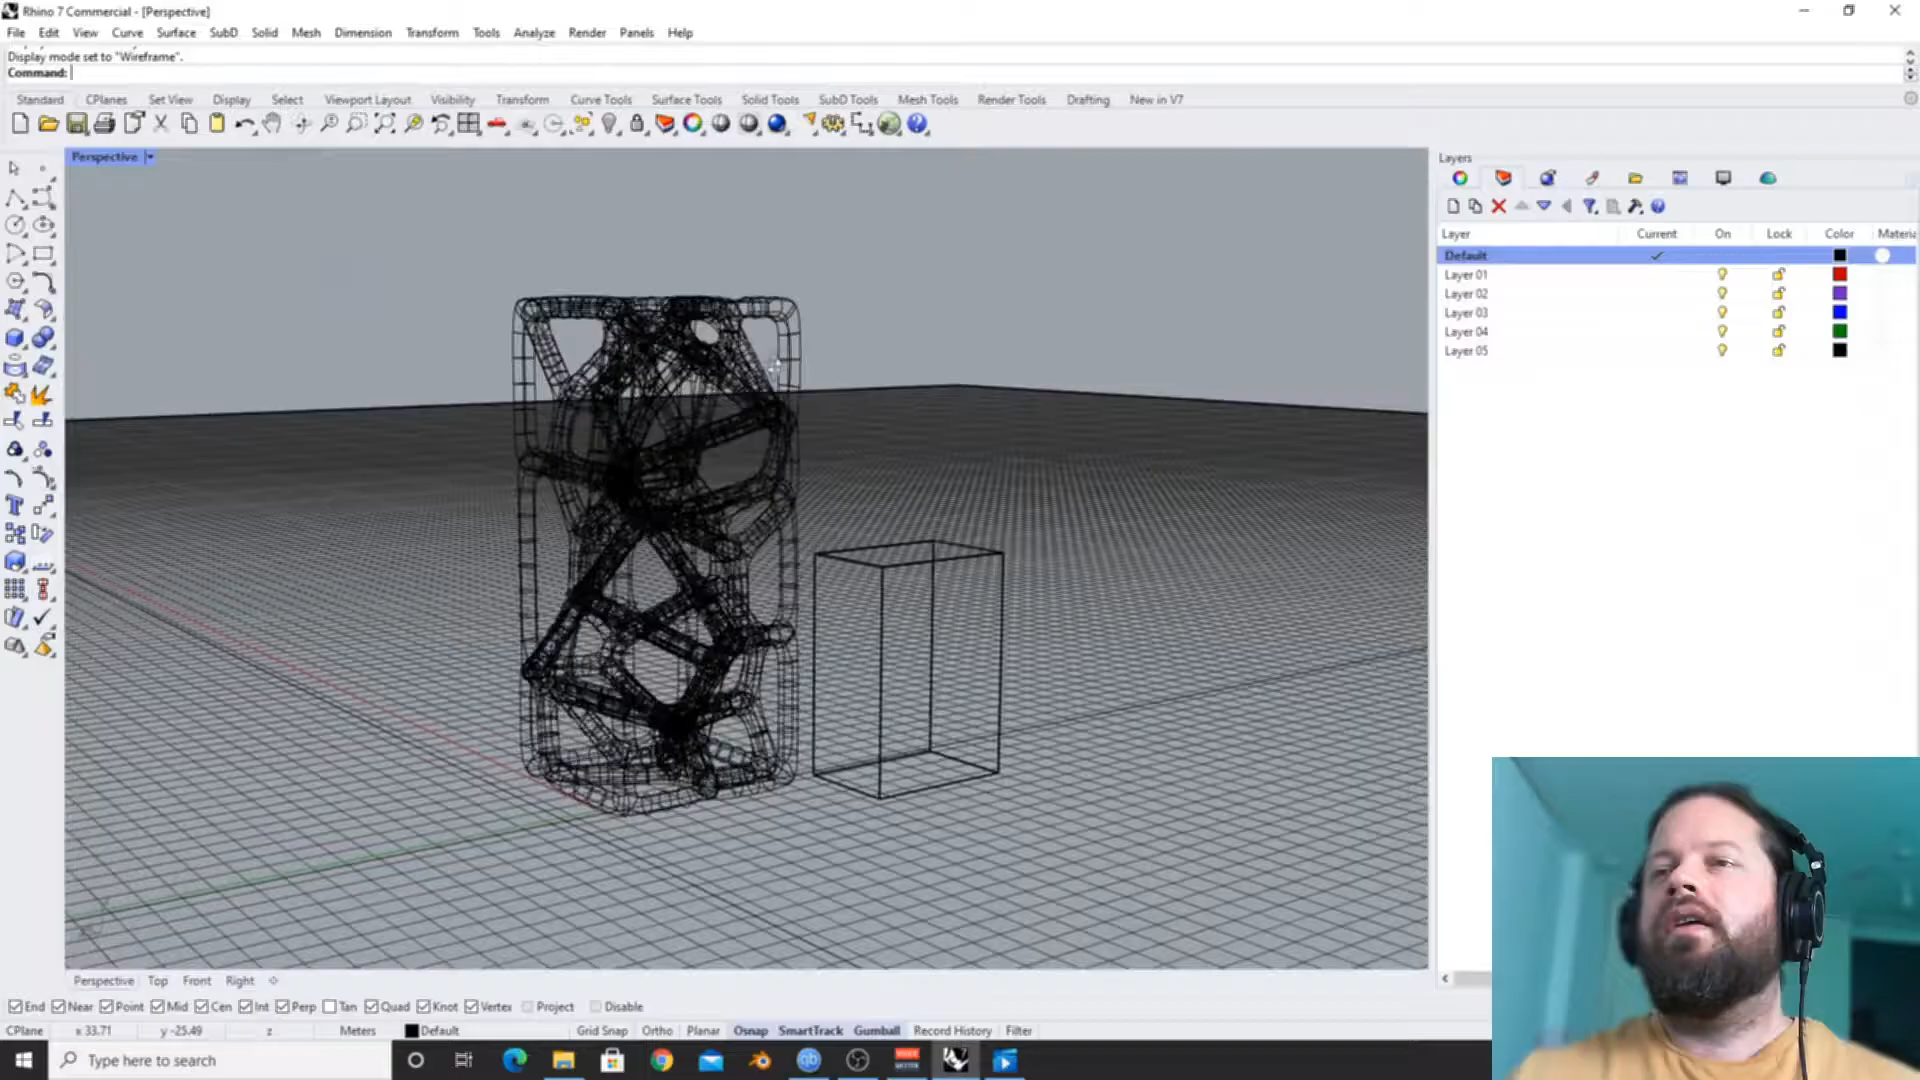 Rhino 7 Commercial - [Perspective]
File Edit View Curve Surface SubD Solid Mesh Dimension Transform Tools Analyze Render Panels Help
Display mode set to "Wireframe".
Command:
Standard CPlanes Set View Display Select Viewport Layout Visibility Transform Curve Tools Surface Tools Solid Tools SubD Tools Mesh Tools Render Tools Drafting New in V7
Perspective
Layers
Layer Current On Lock Color Materia
Default
Layer 01
Layer 02
Layer 03
Layer 04
Layer 05
Perspective Top Front Right
End Near Point Mid Cen Int Perp Tan Quad Knot Vertex Project Disable
CPlane x 33.71 y -25.49 z Meters Default Grid Snap Ortho Planar Osnap SmartTrack Gumball Record History Filter
Type here to search